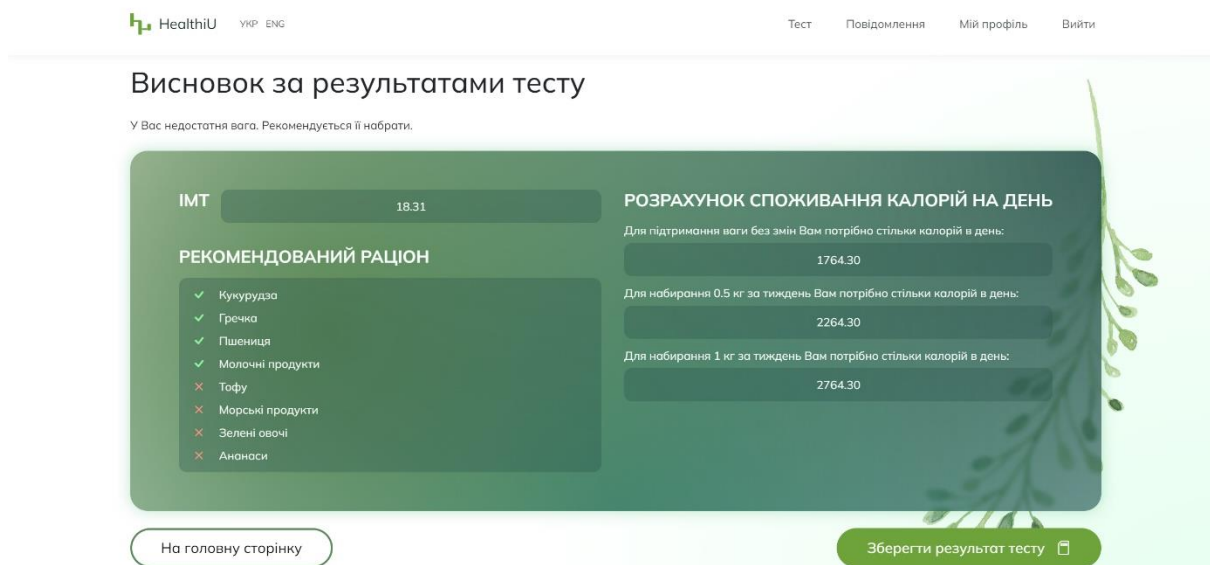 HealthiU УКР ENG Тест Повідомлення Мій профіль Вийти
Висновок за результатами тесту
У Вас недостатня вага. Рекомендується її набрати.
ІМТ 18.31
РЕКОМЕНДОВАНИЙ РАЦІОН
Кукурудза
Гречка
Пшениця
Молочні продукти
Тофу
Морські продукти
Зелені овочі
Ананаси
РОЗРАХУНОК СПОЖИВАННЯ КАЛОРІЙ НА ДЕНЬ
Для підтримання ваги без змін Вам потрібно стільки калорій в день:
1764.30
Для набирання 0.5 кг за тиждень Вам потрібно стільки калорій в день:
2264.30
Для набирання 1 кг за тиждень Вам потрібно стільки калорій в день:
2764.30
На головну сторінку
Зберегти результат тесту